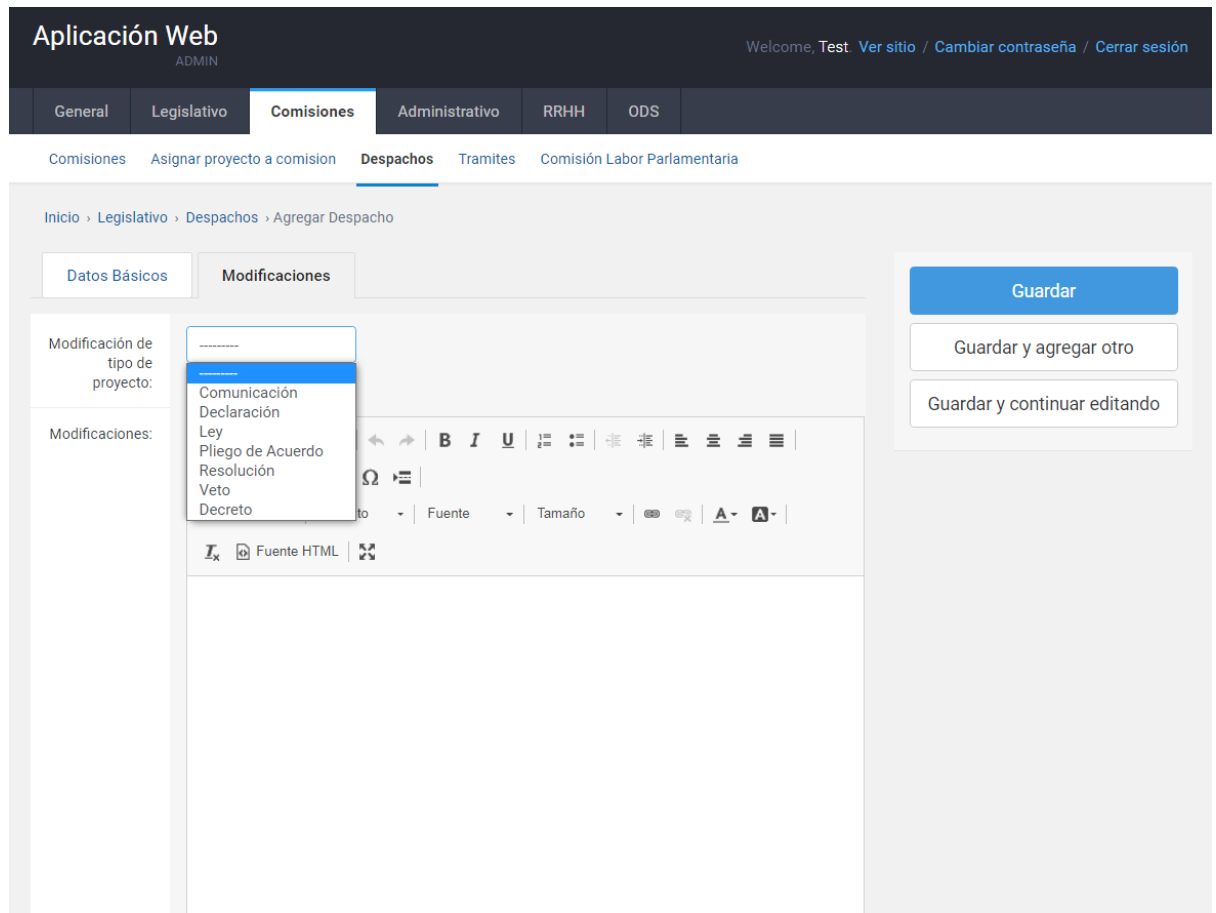 Aplicación Web
ADMIN
Welcome, Test. Ver sitio / Cambiar contraseña / Cerrar sesión
General Legislativo Comisiones Administrativo RRHH ODS
Comisiones Asignar proyecto a comision Despachos Tramites Comisión Labor Parlamentaria
Inicio › Legislativo › Despachos › Agregar Despacho
Datos Básicos Modificaciones
Guardar
Guardar y agregar otro
Guardar y continuar editando
Modificación de
tipo de
proyecto:
---------
---------
Comunicación
Declaración
Ley
Pliego de Acuerdo
Resolución
Veto
Decreto
Modificaciones:
B I U
Ω
to Fuente Tamaño A A
Tx Fuente HTML